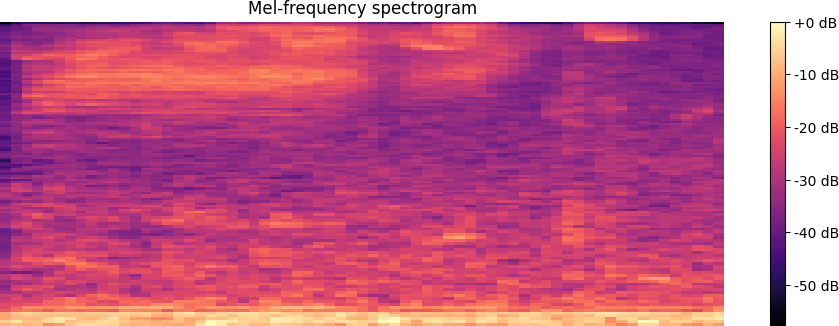 Mel-frequency spectrogram
+0 dB
-10 dB
-20 dB
-30 dB
-40 dB
-50 dB